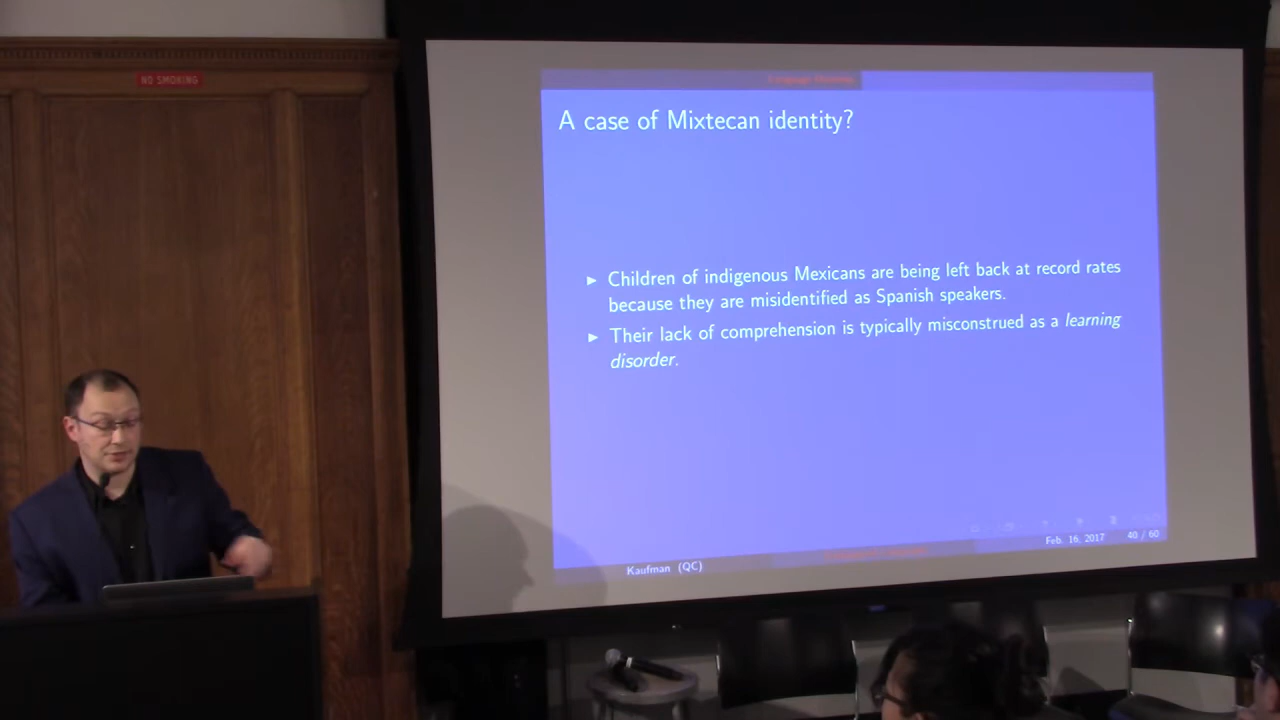 NO SMOKING
A case of Mixtecan identity?
▶ Children of indigenous Mexicans are being left back at record rates
because they are misidentified as Spanish speakers.
▶ Their lack of comprehension is typically misconstrued as a learning
disorder.
Kaufman (QC)
Feb. 16, 2017 40 / 60